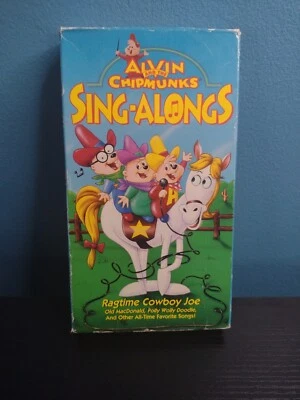 ALVIN
AND THE
CHIPMUNKS
SING-ALONGS
Ragtime Cowboy Joe
Old MacDonald, Polly Wolly Doodle,
And Other All-Time Favorite Songs!